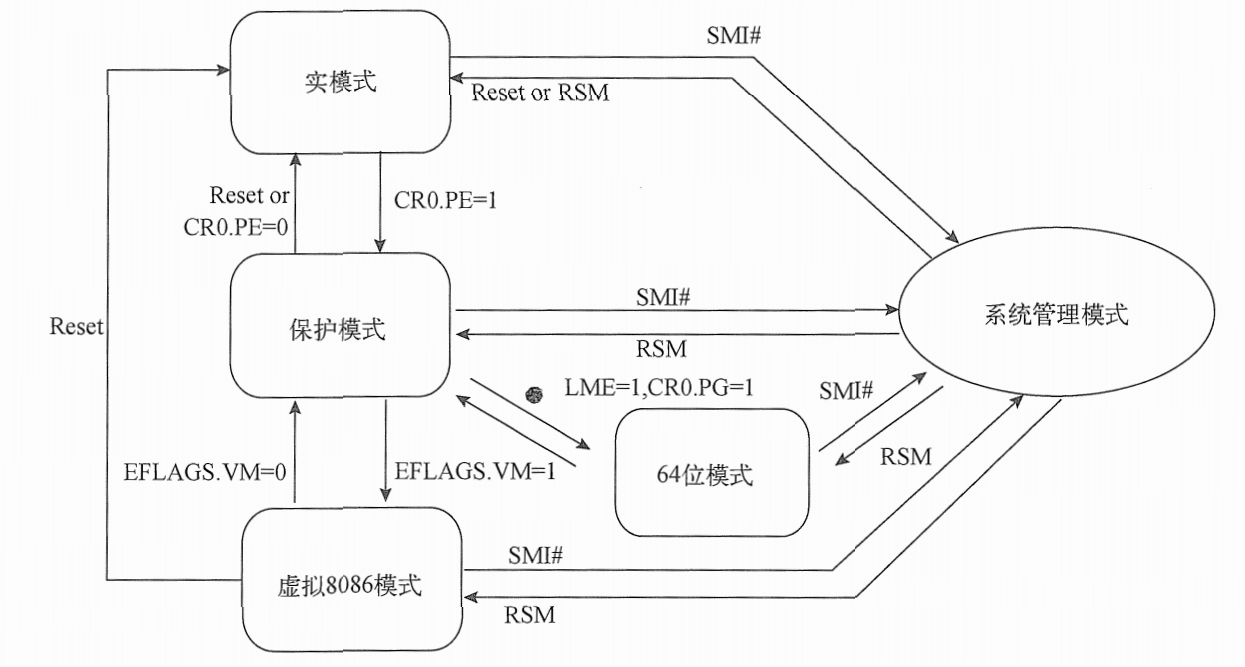 SMI#
实模式
Reset or RSM
Reset or
CR0.PE=0
CR0.PE=1
SMI#
系统管理模式
Reset
保护模式
RSM
LME=1,CR0.PG=1
SMI#
EFLAGS.VM=0
EFLAGS.VM=1
64位模式
RSM
SMI#
虚拟8086模式
RSM